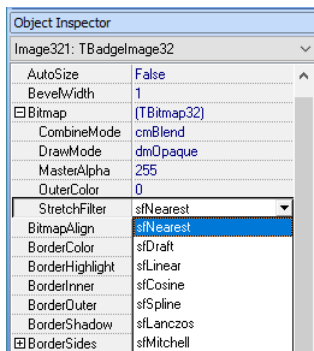 Object Inspector
Image321: TBadgeImage32
AutoSize False
BevelWidth 1
Bitmap (TBitmap32)
CombineMode cmBlend
DrawMode dmOpaque
MasterAlpha 255
OuterColor 0
StretchFilter sfNearest
BitmapAlign sfNearest
BorderColor sfDraft
BorderHighlight sfLinear
BorderInner sfCosine
BorderOuter sfSpline
BorderShadow sfLanczos
BorderSides sfMitchell